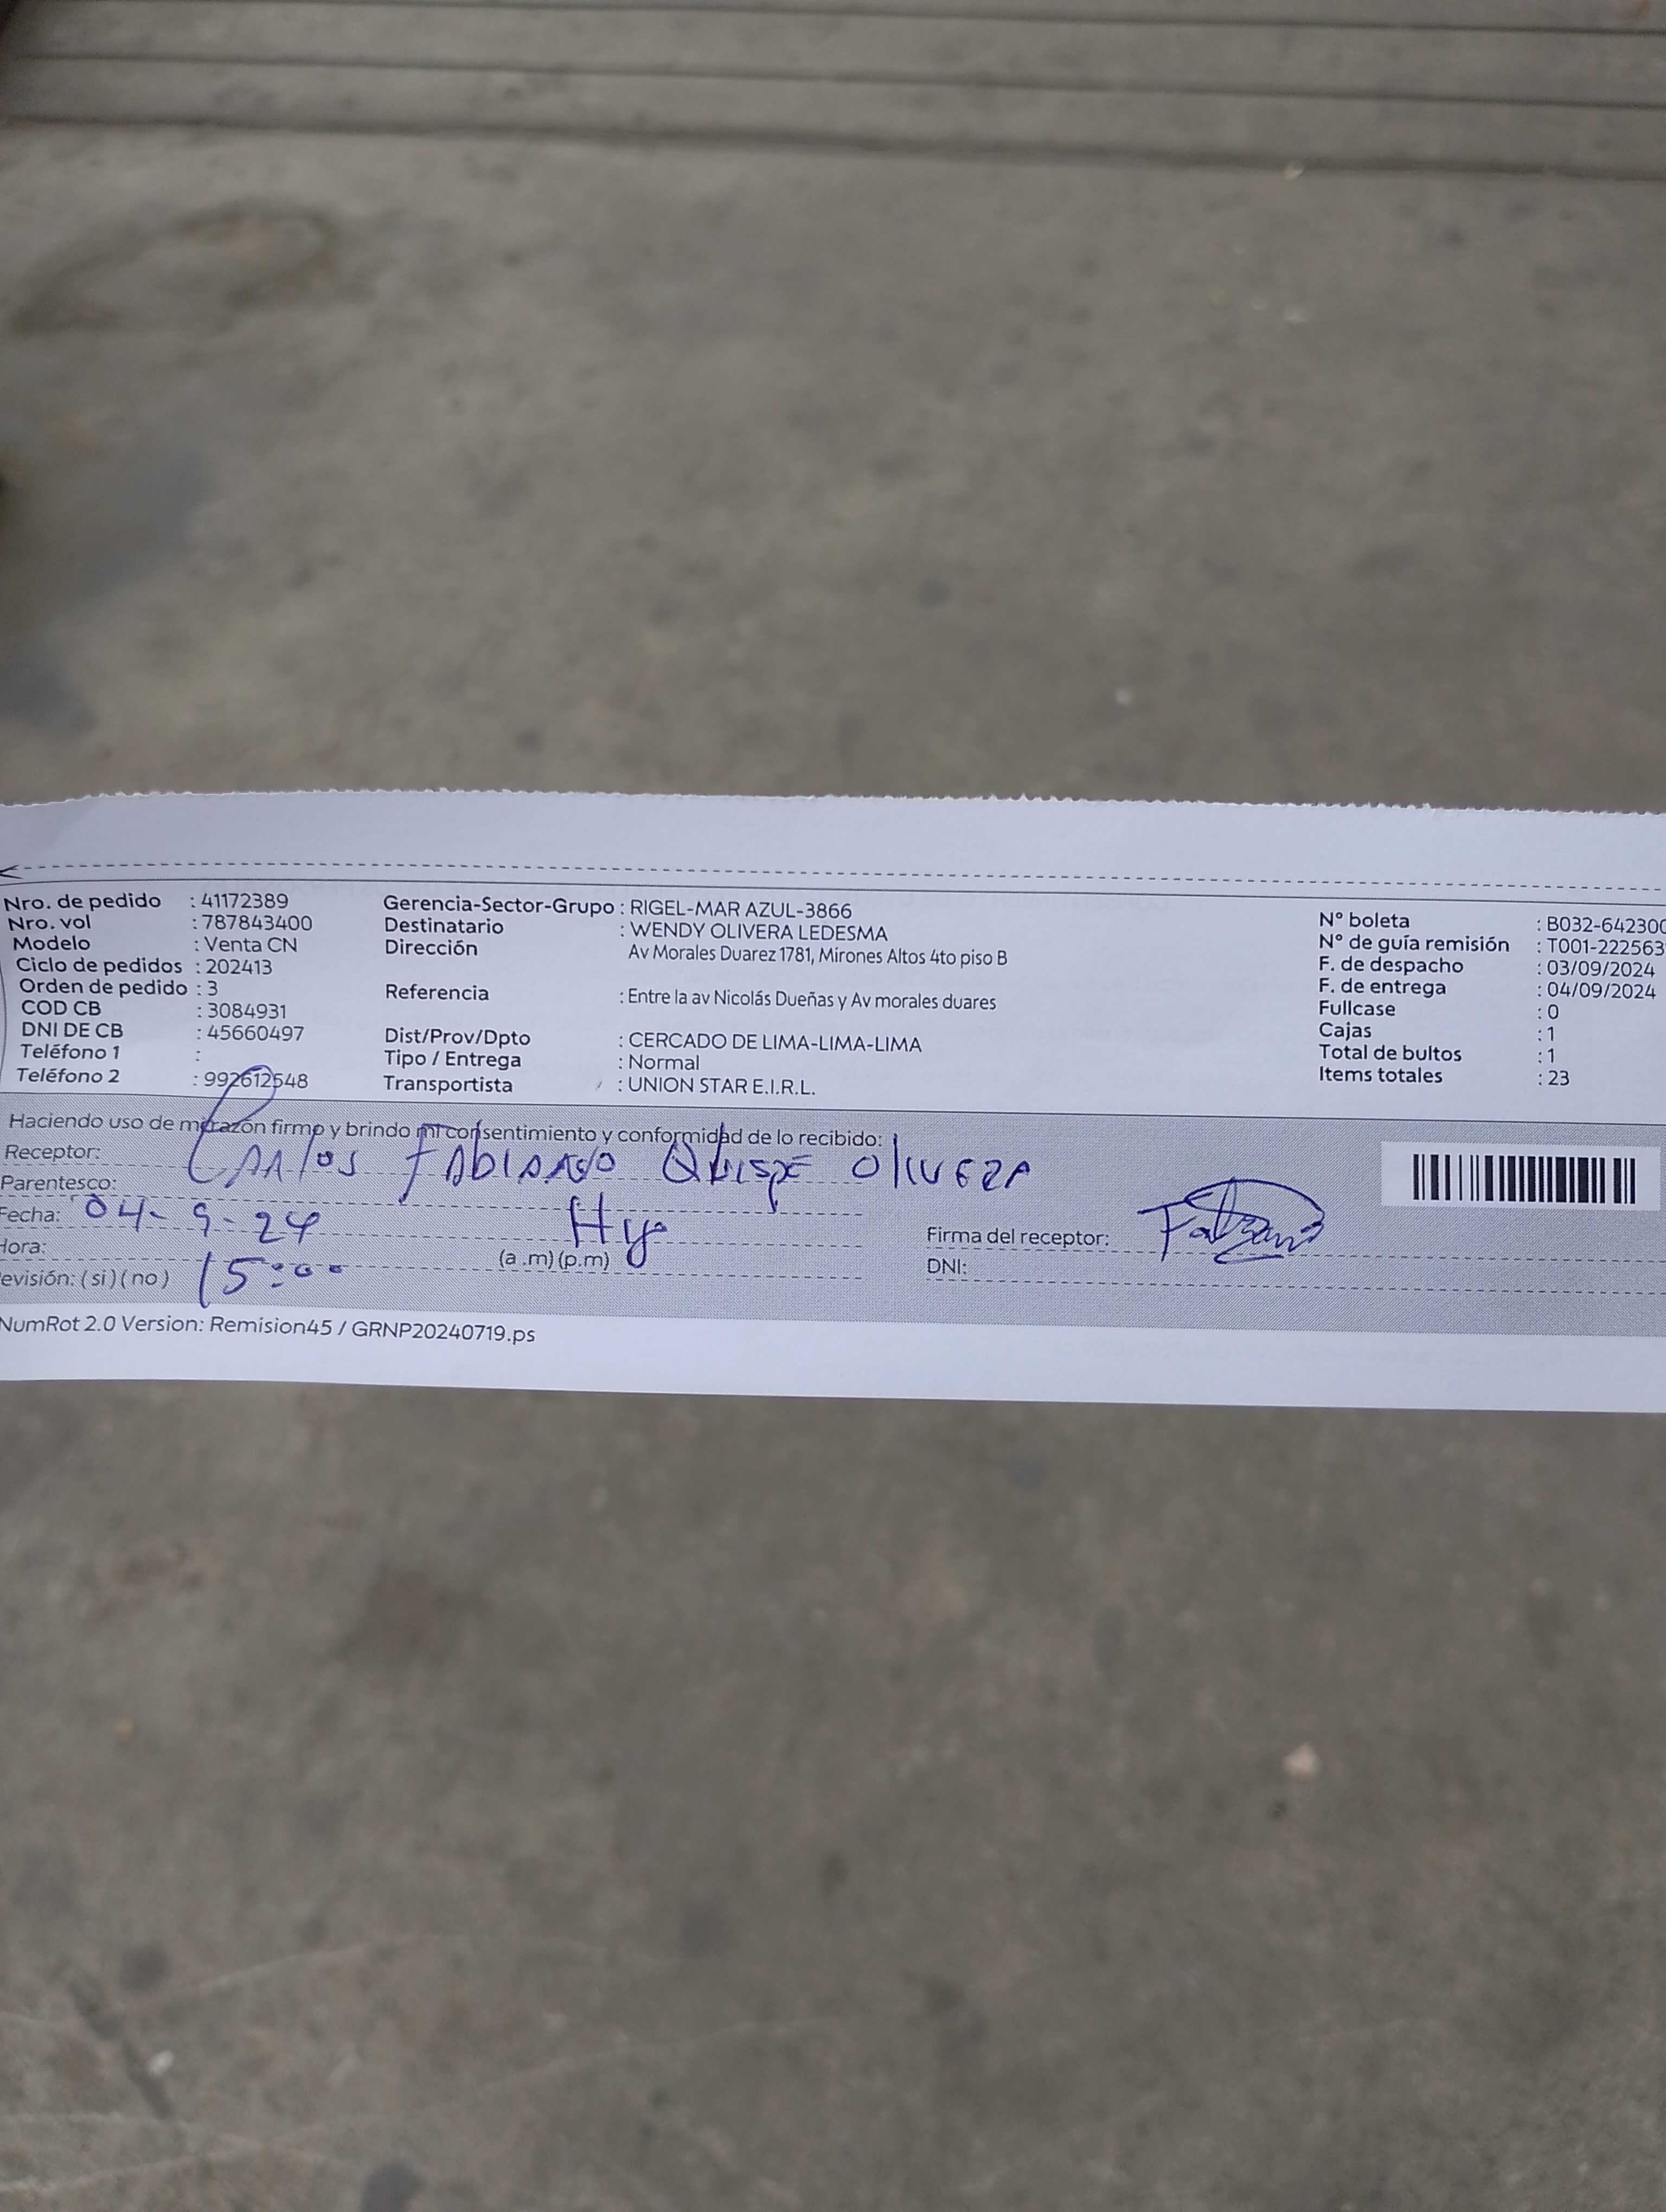 Nro. de pedido : 41172389
Nro. vol : 787843400
Modelo : Venta CN
Ciclo de pedidos : 202413
Orden de pedido : 3
COD CB : 3084931
DNI DE CB : 45660497
Teléfono 1 :
Teléfono 2 : 992612548
Gerencia-Sector-Grupo : RIGEL-MAR AZUL-3866
Destinatario : WENDY OLIVERA LEDESMA
Dirección Av Morales Duarez 1781, Mirones Altos 4to piso B
Referencia : Entre la av Nicolás Dueñas y Av morales duares
Dist/Prov/Dpto : CERCADO DE LIMA-LIMA-LIMA
Tipo / Entrega : Normal
Transportista : UNION STAR E.I.R.L.
N° boleta : B032-642300
N° de guía remisión : T001-222563
F. de despacho : 03/09/2024
F. de entrega : 04/09/2024
Fullcase : 0
Cajas : 1
Total de bultos : 1
Items totales : 23
Haciendo uso de mi razón firmo y brindo mi consentimiento y conformidad de lo recibido:
Receptor: CARlos FABIANO QUISPE OlIVERA
Parentesco:
Fecha: 04-9-24
Hora: (a .m) (p.m)
evisión: ( si ) ( no ) 15:00
Firma del receptor:
DNI:
NumRot 2.0 Version: Remision45 / GRNP20240719.ps